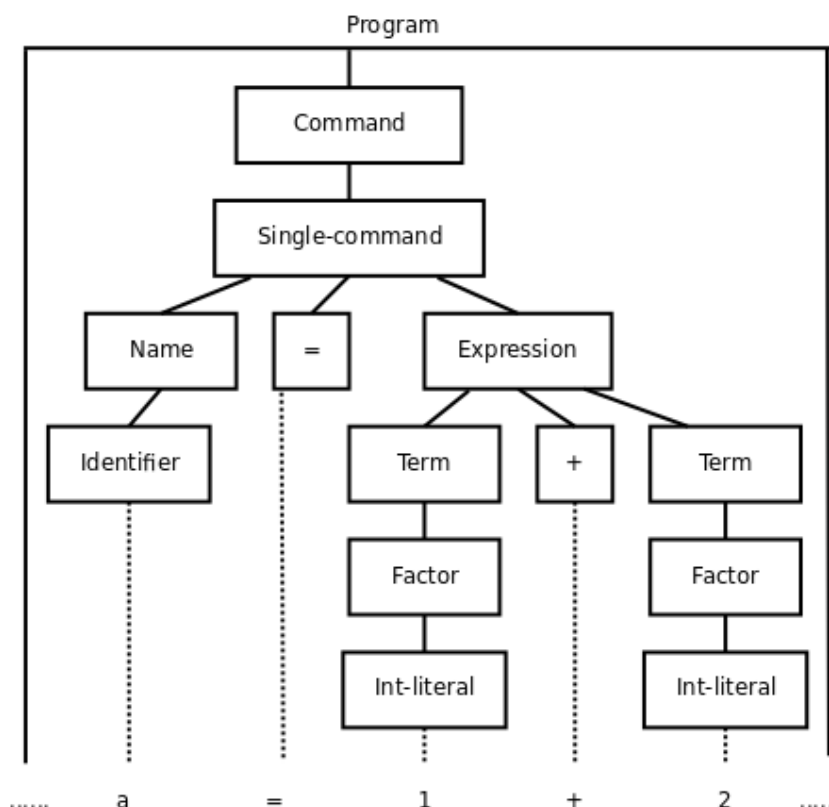 Program
Command
Single-command
Name = Expression
Identifier Term + Term
Factor Factor
Int-literal Int-literal
...... a = 1 + 2 ......